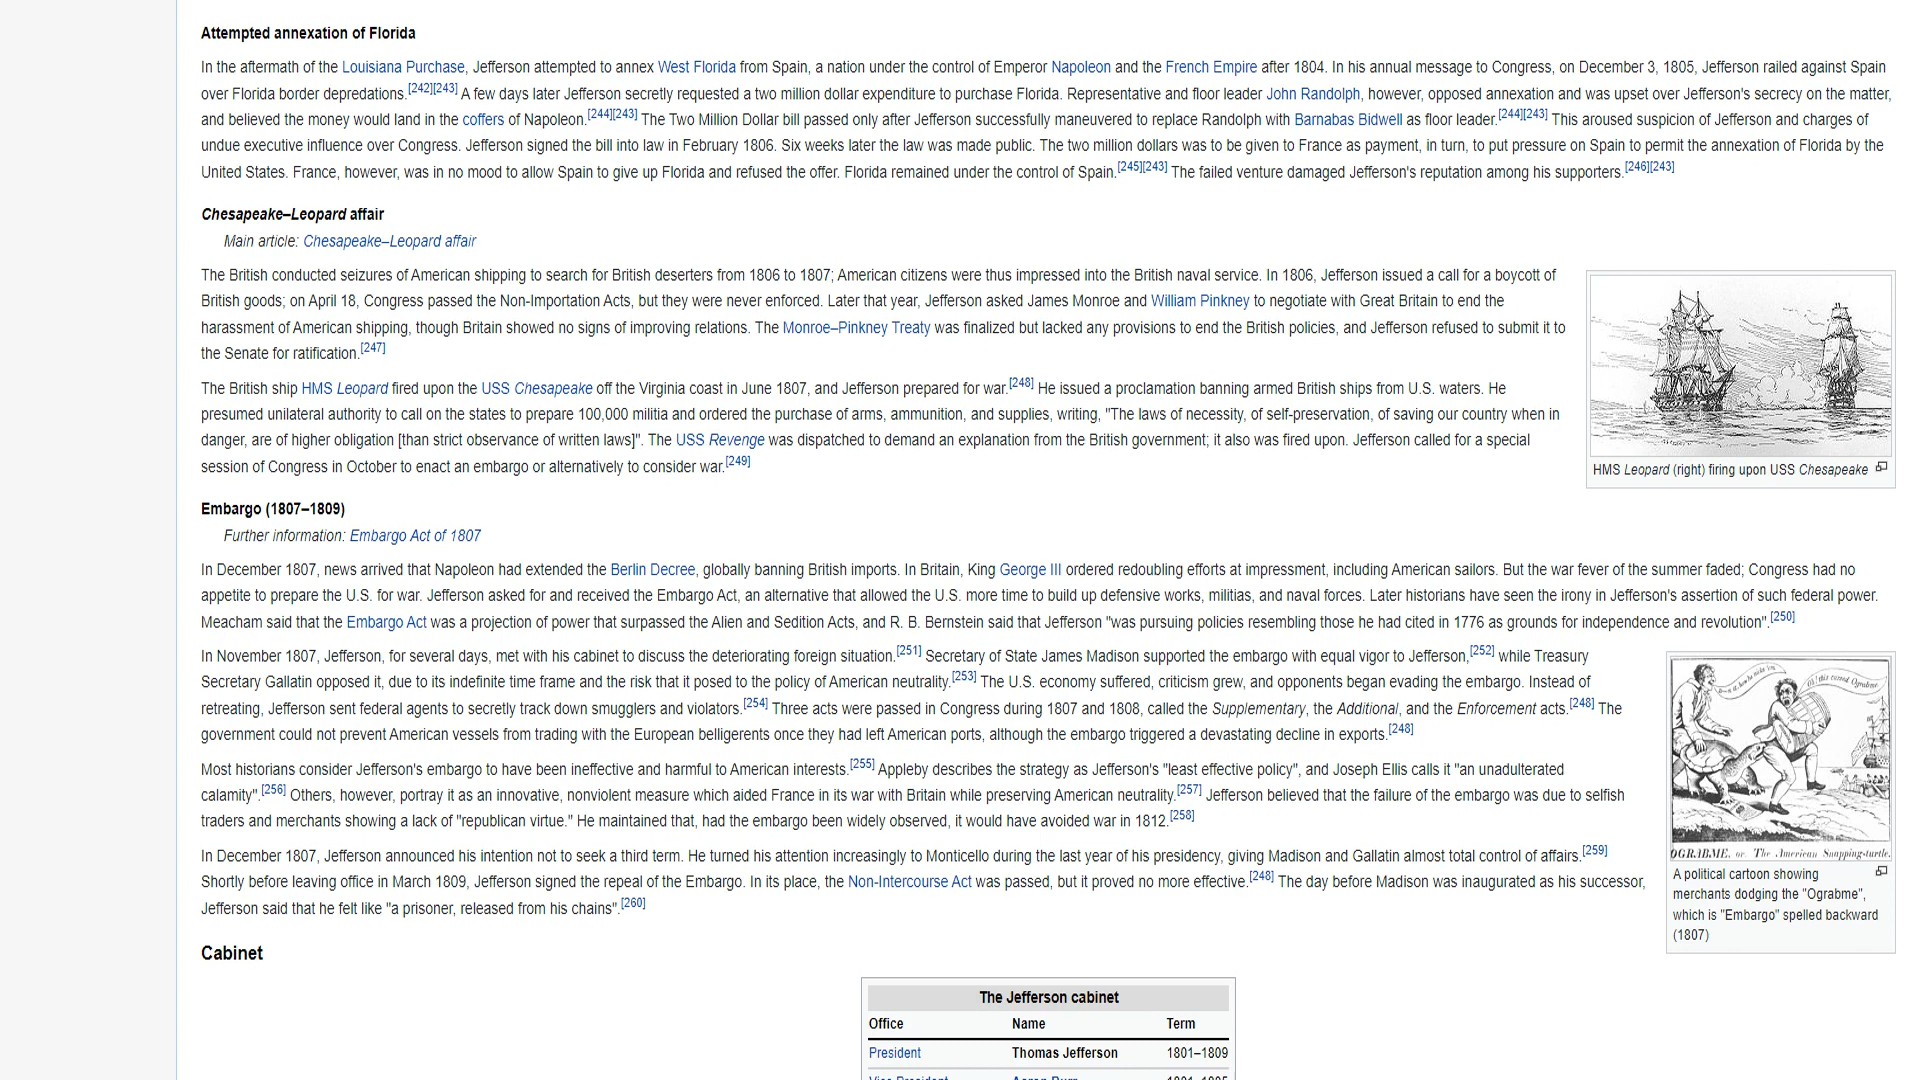 Attempted annexation of Florida
In the aftermath of the Louisiana Purchase, Jefferson attempted to annex West Florida from Spain, a nation under the control of Emperor Napoleon and the French Empire after 1804. In his annual message to Congress, on December 3, 1805, Jefferson railed against Spain
over Florida border depredations.[242][243] A few days later Jefferson secretly requested a two million dollar expenditure to purchase Florida. Representative and floor leader John Randolph, however, opposed annexation and was upset over Jefferson's secrecy on the matter,
and believed the money would land in the coffers of Napoleon.[244][243] The Two Million Dollar bill passed only after Jefferson successfully maneuvered to replace Randolph with Barnabas Bidwell as floor leader.[244][243] This aroused suspicion of Jefferson and charges of
undue executive influence over Congress. Jefferson signed the bill into law in February 1806. Six weeks later the law was made public. The two million dollars was to be given to France as payment, in turn, to put pressure on Spain to permit the annexation of Florida by the
United States. France, however, was in no mood to allow Spain to give up Florida and refused the offer. Florida remained under the control of Spain.[245][243] The failed venture damaged Jefferson's reputation among his supporters.[246][243]
Chesapeake–Leopard affair
Main article: Chesapeake–Leopard affair
The British conducted seizures of American shipping to search for British deserters from 1806 to 1807; American citizens were thus impressed into the British naval service. In 1806, Jefferson issued a call for a boycott of
British goods; on April 18, Congress passed the Non-Importation Acts, but they were never enforced. Later that year, Jefferson asked James Monroe and William Pinkney to negotiate with Great Britain to end the
harassment of American shipping, though Britain showed no signs of improving relations. The Monroe–Pinkney Treaty was finalized but lacked any provisions to end the British policies, and Jefferson refused to submit it to
the Senate for ratification.[247]
The British ship HMS Leopard fired upon the USS Chesapeake off the Virginia coast in June 1807, and Jefferson prepared for war.[248] He issued a proclamation banning armed British ships from U.S. waters. He
presumed unilateral authority to call on the states to prepare 100,000 militia and ordered the purchase of arms, ammunition, and supplies, writing, "The laws of necessity, of self-preservation, of saving our country when in
danger, are of higher obligation [than strict observance of written laws]". The USS Revenge was dispatched to demand an explanation from the British government; it also was fired upon. Jefferson called for a special
session of Congress in October to enact an embargo or alternatively to consider war.[249]
HMS Leopard (right) firing upon USS Chesapeake
Embargo (1807–1809)
Further information: Embargo Act of 1807
In December 1807, news arrived that Napoleon had extended the Berlin Decree, globally banning British imports. In Britain, King George III ordered redoubling efforts at impressment, including American sailors. But the war fever of the summer faded; Congress had no
appetite to prepare the U.S. for war. Jefferson asked for and received the Embargo Act, an alternative that allowed the U.S. more time to build up defensive works, militias, and naval forces. Later historians have seen the irony in Jefferson's assertion of such federal power.
Meacham said that the Embargo Act was a projection of power that surpassed the Alien and Sedition Acts, and R. B. Bernstein said that Jefferson "was pursuing policies resembling those he had cited in 1776 as grounds for independence and revolution".[250]
In November 1807, Jefferson, for several days, met with his cabinet to discuss the deteriorating foreign situation.[251] Secretary of State James Madison supported the embargo with equal vigor to Jefferson,[252] while Treasury
Secretary Gallatin opposed it, due to its indefinite time frame and the risk that it posed to the policy of American neutrality.[253] The U.S. economy suffered, criticism grew, and opponents began evading the embargo. Instead of
retreating, Jefferson sent federal agents to secretly track down smugglers and violators.[254] Three acts were passed in Congress during 1807 and 1808, called the Supplementary, the Additional, and the Enforcement acts.[248] The
government could not prevent American vessels from trading with the European belligerents once they had left American ports, although the embargo triggered a devastating decline in exports.[248]
Most historians consider Jefferson's embargo to have been ineffective and harmful to American interests.[255] Appleby describes the strategy as Jefferson's "least effective policy", and Joseph Ellis calls it "an unadulterated
calamity".[256] Others, however, portray it as an innovative, nonviolent measure which aided France in its war with Britain while preserving American neutrality.[257] Jefferson believed that the failure of the embargo was due to selfish
traders and merchants showing a lack of "republican virtue." He maintained that, had the embargo been widely observed, it would have avoided war in 1812.[258]
In December 1807, Jefferson announced his intention not to seek a third term. He turned his attention increasingly to Monticello during the last year of his presidency, giving Madison and Gallatin almost total control of affairs.[259]
Shortly before leaving office in March 1809, Jefferson signed the repeal of the Embargo. In its place, the Non-Intercourse Act was passed, but it proved no more effective.[248] The day before Madison was inaugurated as his successor,
Jefferson said that he felt like "a prisoner, released from his chains".[260]
OGRABME, or, The American Snapping-turtle.
A political cartoon showing
merchants dodging the "Ograbme",
which is "Embargo" spelled backward
(1807)
Cabinet
The Jefferson cabinet
Office Name Term
President Thomas Jefferson 1801–1809